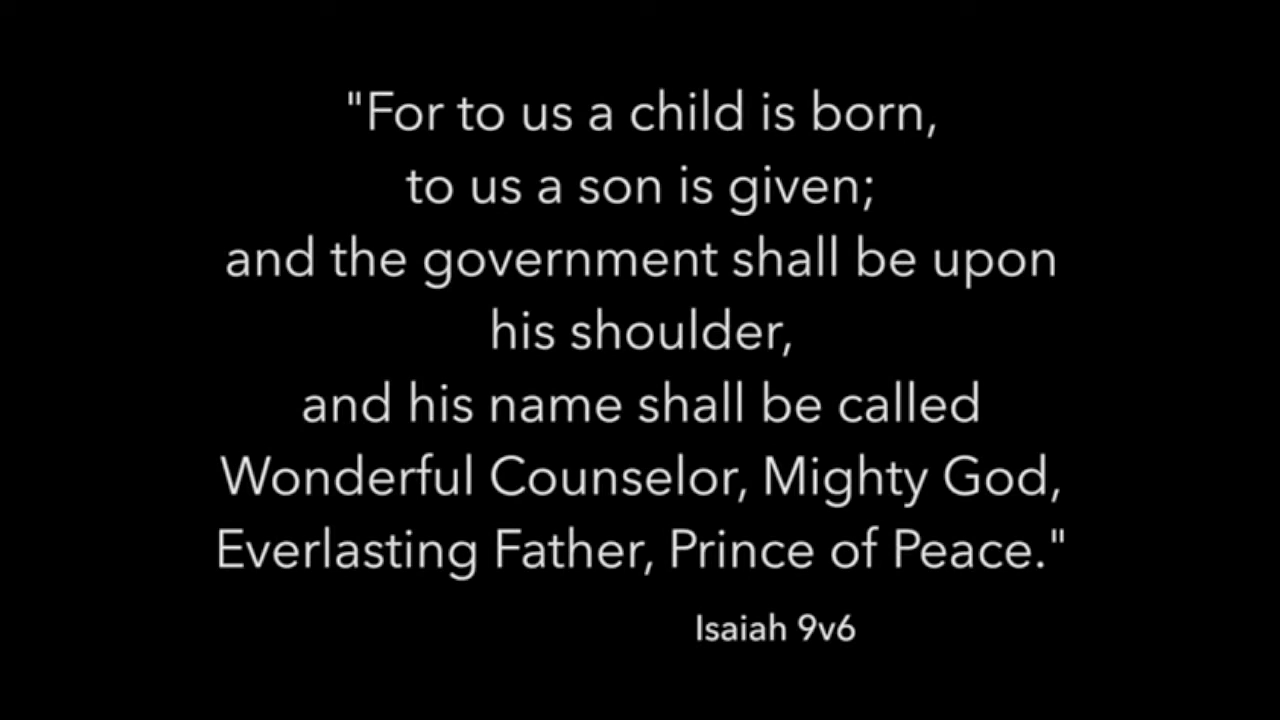 "For to us a child is born,
to us a son is given;
and the government shall be upon
his shoulder,
and his name shall be called
Wonderful Counselor, Mighty God,
Everlasting Father, Prince of Peace."
Isaiah 9v6